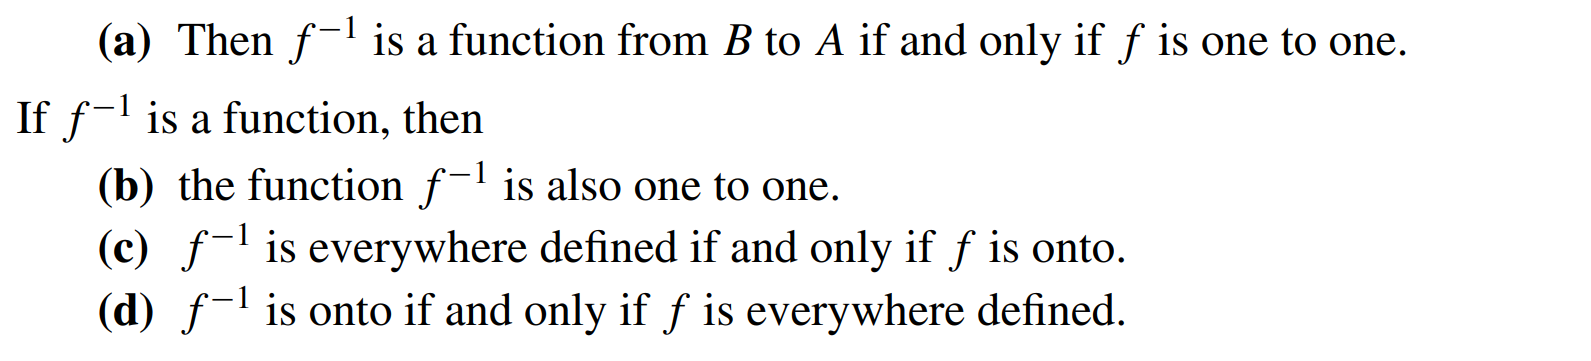 (a) Then f⁻¹ is a function from B to A if and only if f is one to one.
If f⁻¹ is a function, then
(b) the function f⁻¹ is also one to one.
(c) f⁻¹ is everywhere defined if and only if f is onto.
(d) f⁻¹ is onto if and only if f is everywhere defined.